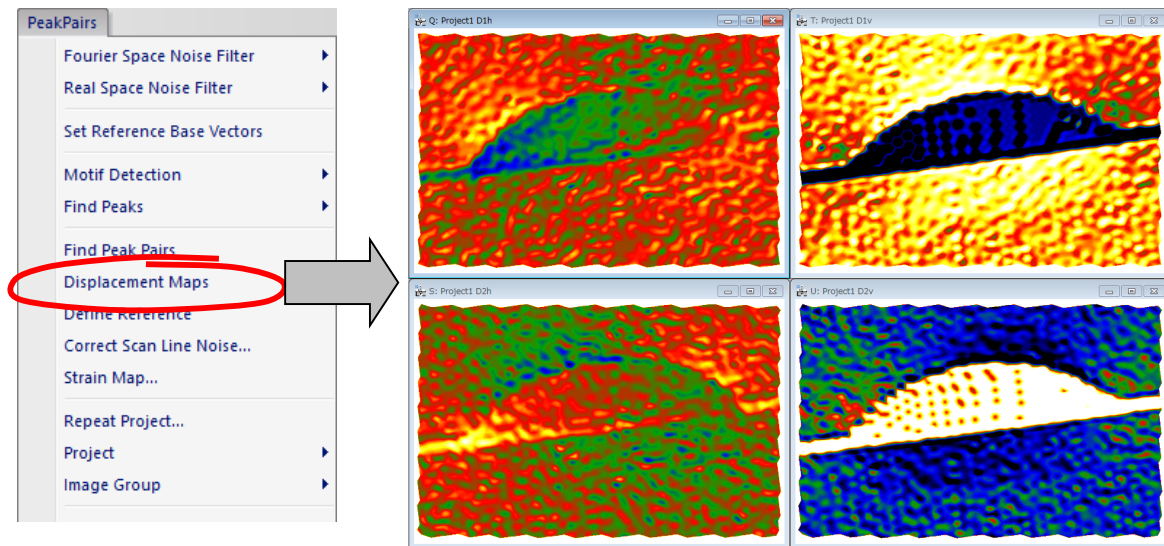 PeakPairs
Fourier Space Noise Filter
Real Space Noise Filter
Set Reference Base Vectors
Motif Detection
Find Peaks
Find Peak Pairs
Displacement Maps
Define Reference
Correct Scan Line Noise...
Strain Map...
Repeat Project...
Project
Image Group
Q: Project1 D1h
T: Project1 D1v
S: Project1 D2h
U: Project1 D2v